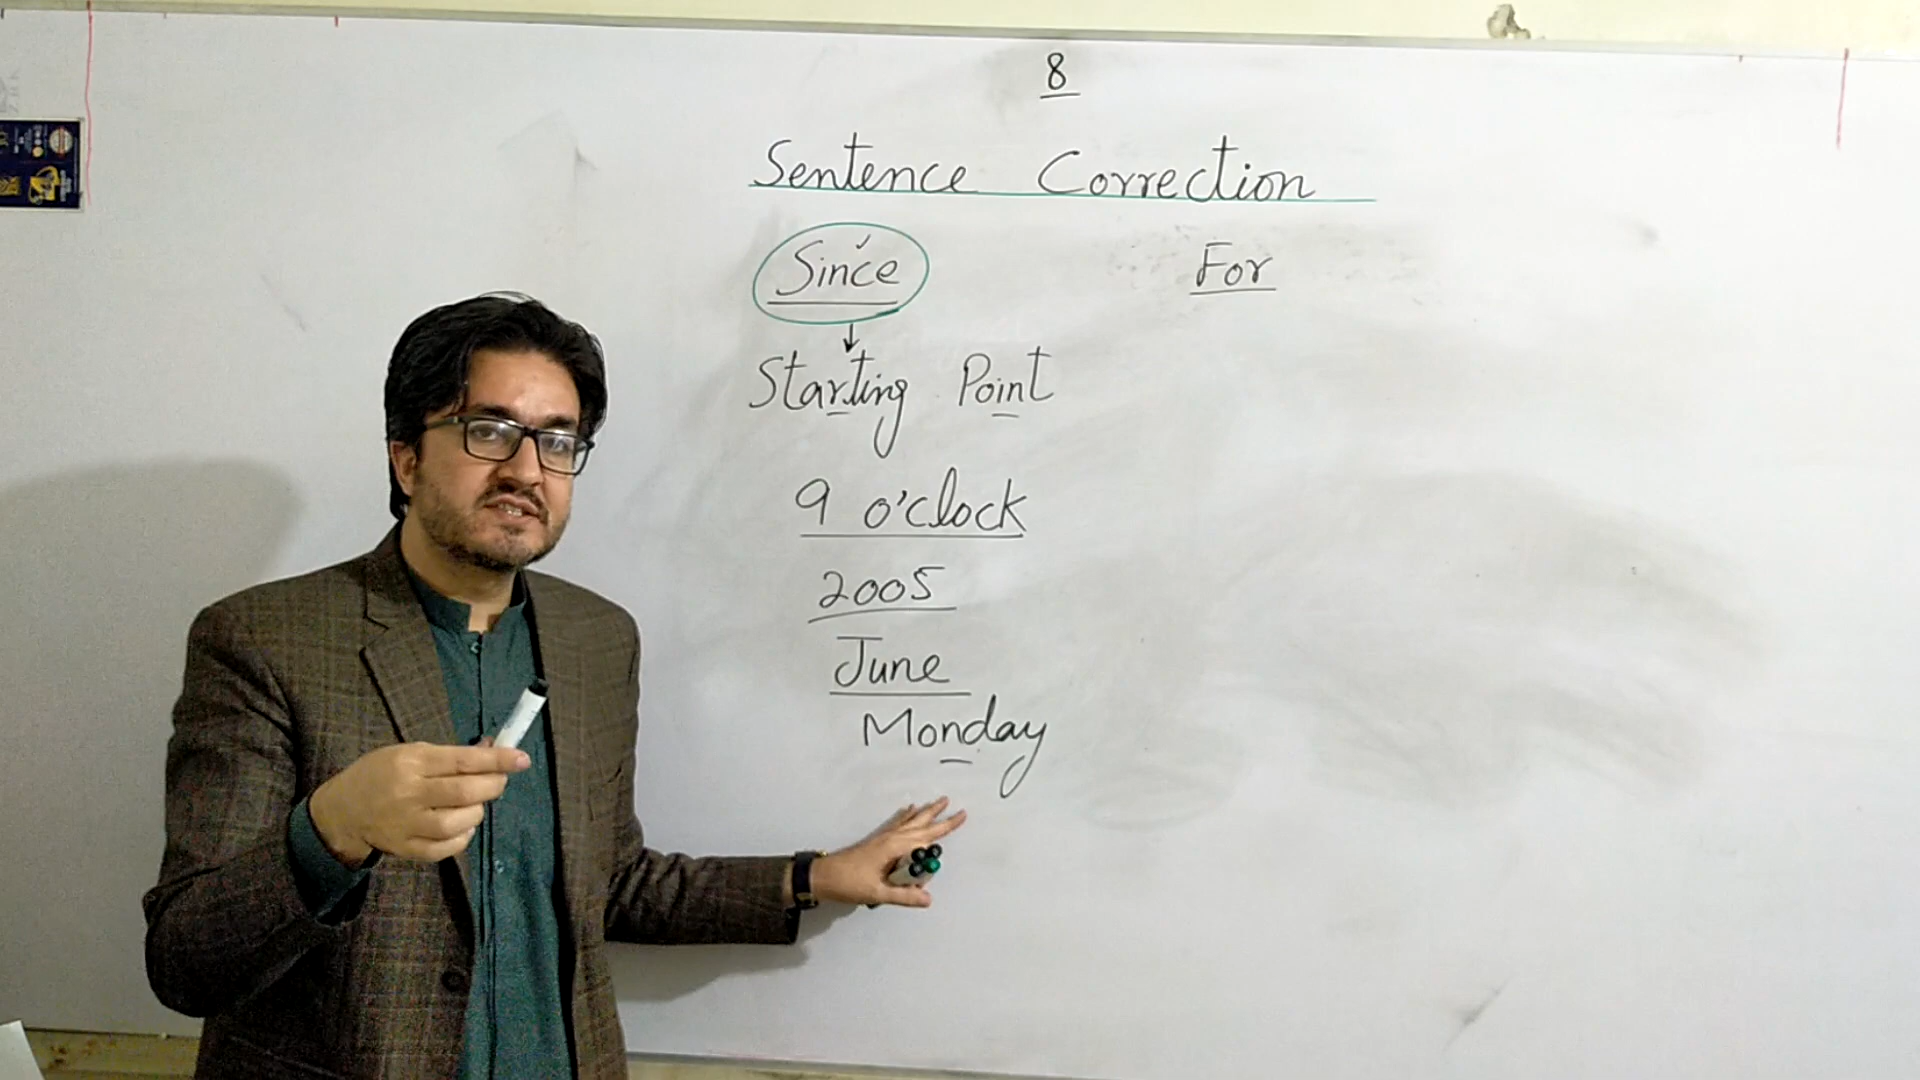 8
Sentence Correction
Since For
Starting Point
9 o'clock
2005
June
Monday